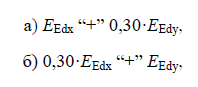 а) EEdx “+” 0,30·EEdy,
б) 0,30·EEdx “+” EEdy,